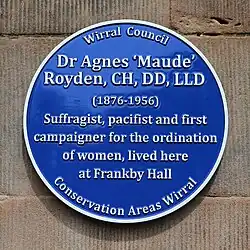 Wirral Council
Dr Agnes ‘Maude’
Royden, CH, DD, LLD
(1876-1956)
Suffragist, pacifist and first
campaigner for the ordination
of women, lived here
at Frankby Hall
Conservation Areas Wirral